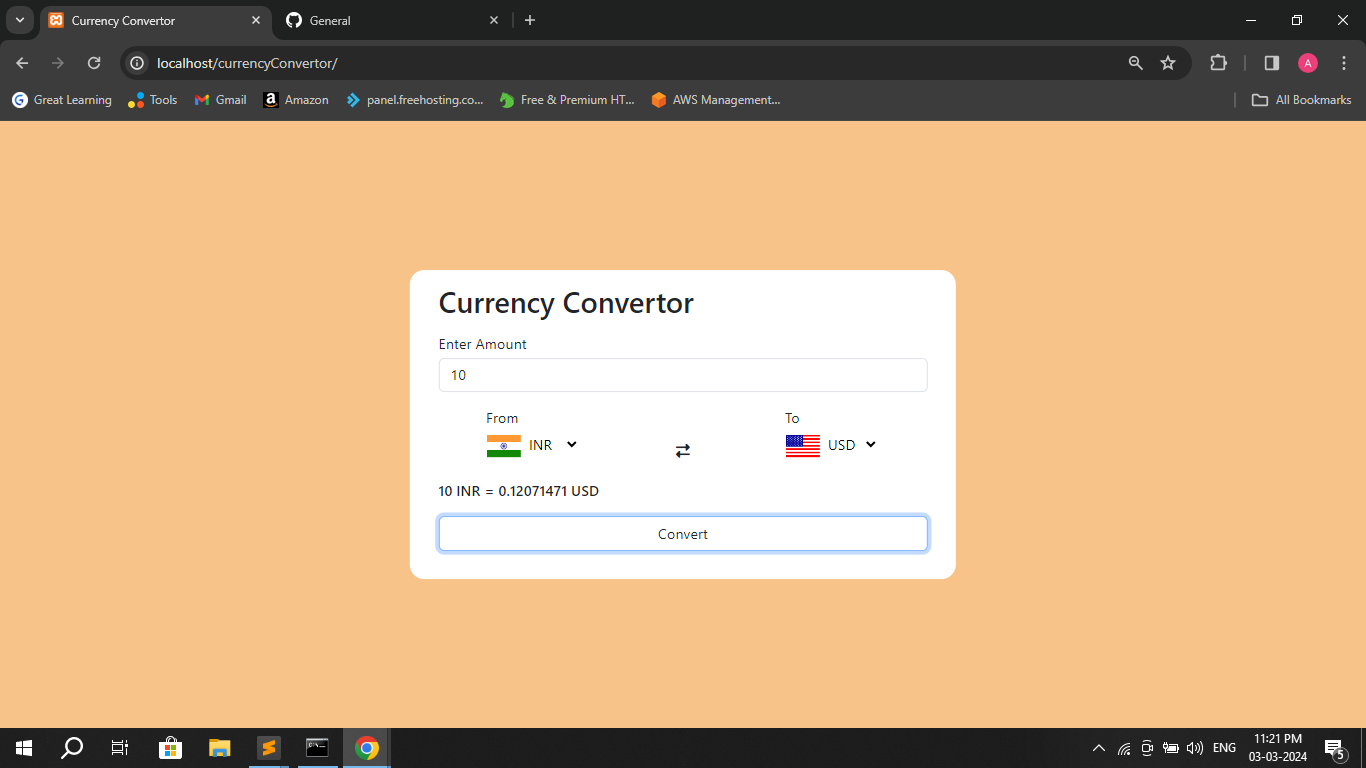 Currency Convertor
General
localhost/currencyConvertor/
A
Great Learning
Tools
Gmail
Amazon
panel.freehosting.co...
Free & Premium HT...
AWS Management...
All Bookmarks
Currency Convertor
Enter Amount
10
From To
INR USD
10 INR = 0.12071471 USD
Convert
ENG
11:21 PM
03-03-2024
5